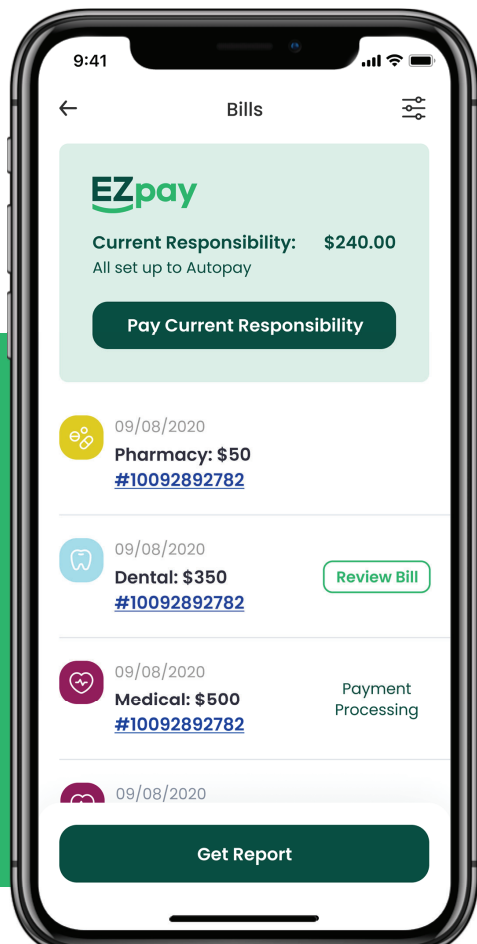 9:41
Bills
EZpay
Current Responsibility: $240.00
All set up to Autopay
Pay Current Responsibility
09/08/2020
Pharmacy: $50
#10092892782
09/08/2020
Dental: $350
#10092892782
Review Bill
09/08/2020
Medical: $500
#10092892782
Payment
Processing
09/08/2020
Get Report